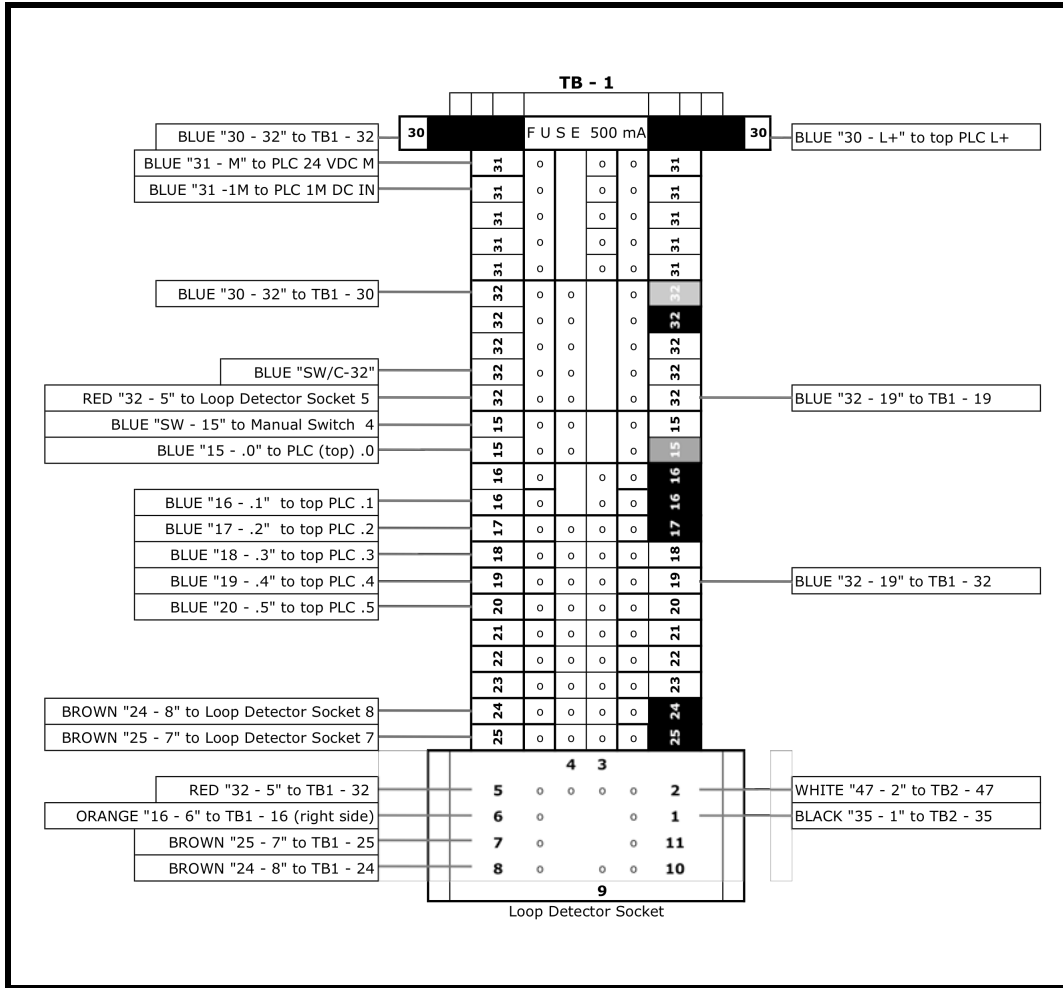 TB - 1
BLUE "30 - 32" to TB1 - 32 30 F U S E 500 mA 30 BLUE "30 - L+" to top PLC L+
BLUE "31 - M" to PLC 24 VDC M 31 o o o 31
BLUE "31 -1M to PLC 1M DC IN 31 o o o 31
31 o o o 31
31 o o o 31
31 o o o 31
BLUE "30 - 32" to TB1 - 30 32 o o o 32
32 o o o 32
32 o o o 32
BLUE "SW/C-32" 32 o o o 32
RED "32 - 5" to Loop Detector Socket 5 32 o o o 32 BLUE "32 - 19" to TB1 - 19
BLUE "SW - 15" to Manual Switch 4 15 o o o 15
BLUE "15 - .0" to PLC (top) .0 15 o o o 15
16 o o o 16
BLUE "16 - .1" to top PLC .1 16 o o o 16
BLUE "17 - .2" to top PLC .2 17 o o o o 17
BLUE "18 - .3" to top PLC .3 18 o o o o 18
BLUE "19 - .4" to top PLC .4 19 o o o o 19 BLUE "32 - 19" to TB1 - 32
BLUE "20 - .5" to top PLC .5 20 o o o o 20
21 o o o o 21
22 o o o o 22
23 o o o o 23
BROWN "24 - 8" to Loop Detector Socket 8 24 o o o o 24
BROWN "25 - 7" to Loop Detector Socket 7 25 o o o o 25
4 3
RED "32 - 5" to TB1 - 32 5 o o o o 2 WHITE "47 - 2" to TB2 - 47
ORANGE "16 - 6" to TB1 - 16 (right side) 6 o o 1 BLACK "35 - 1" to TB2 - 35
BROWN "25 - 7" to TB1 - 25 7 o o 11
BROWN "24 - 8" to TB1 - 24 8 o o o 10
9
Loop Detector Socket